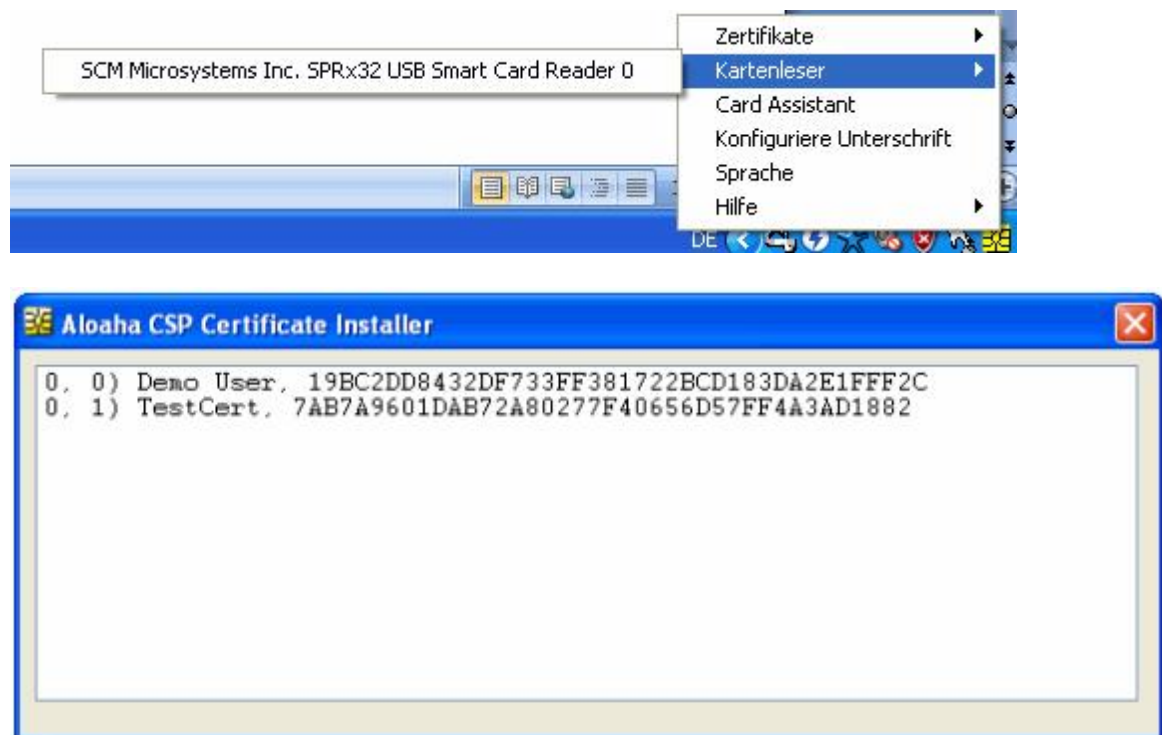 Zertifikate
SCM Microsystems Inc. SPRx32 USB Smart Card Reader 0
Kartenleser
Card Assistant
Konfiguriere Unterschrift
Sprache
Hilfe
DE
Aloaha CSP Certificate Installer
0, 0) Demo User, 19BC2DD8432DF733FF381722BCD183DA2E1FFF2C
0, 1) TestCert, 7AB7A9601DAB72A80277F40656D57FF4A3AD1882